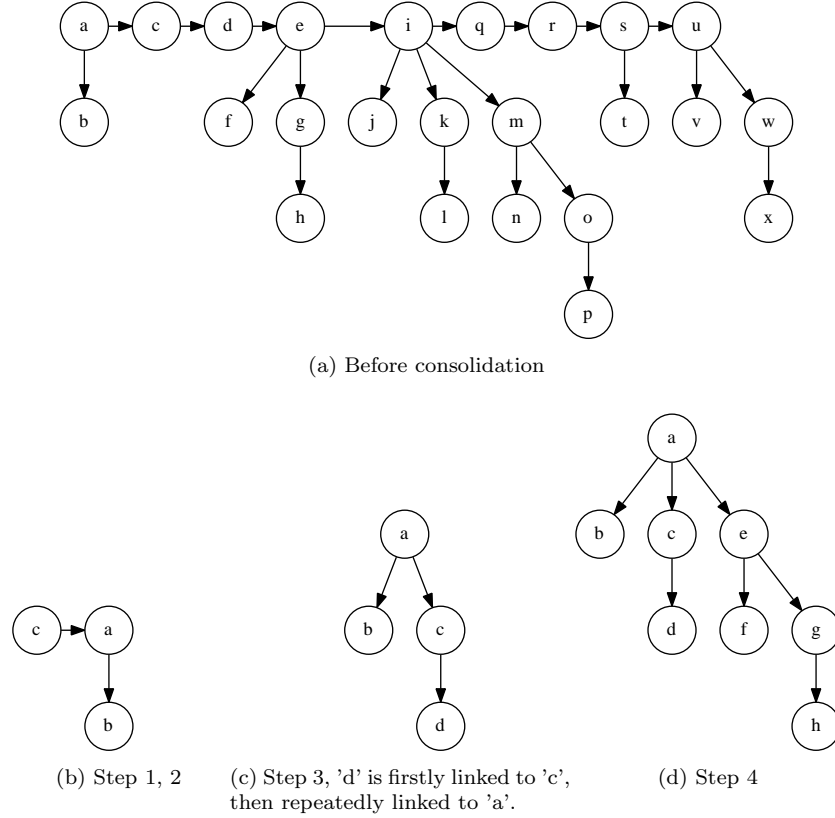 a c d e i q r s u
b f g j k m t v w
h l n o x
p
(a) Before consolidation
a
a b c e
c a b c d f g
b d h
(b) Step 1, 2
(c) Step 3, 'd' is firstly linked to 'c',
then repeatedly linked to 'a'.
(d) Step 4